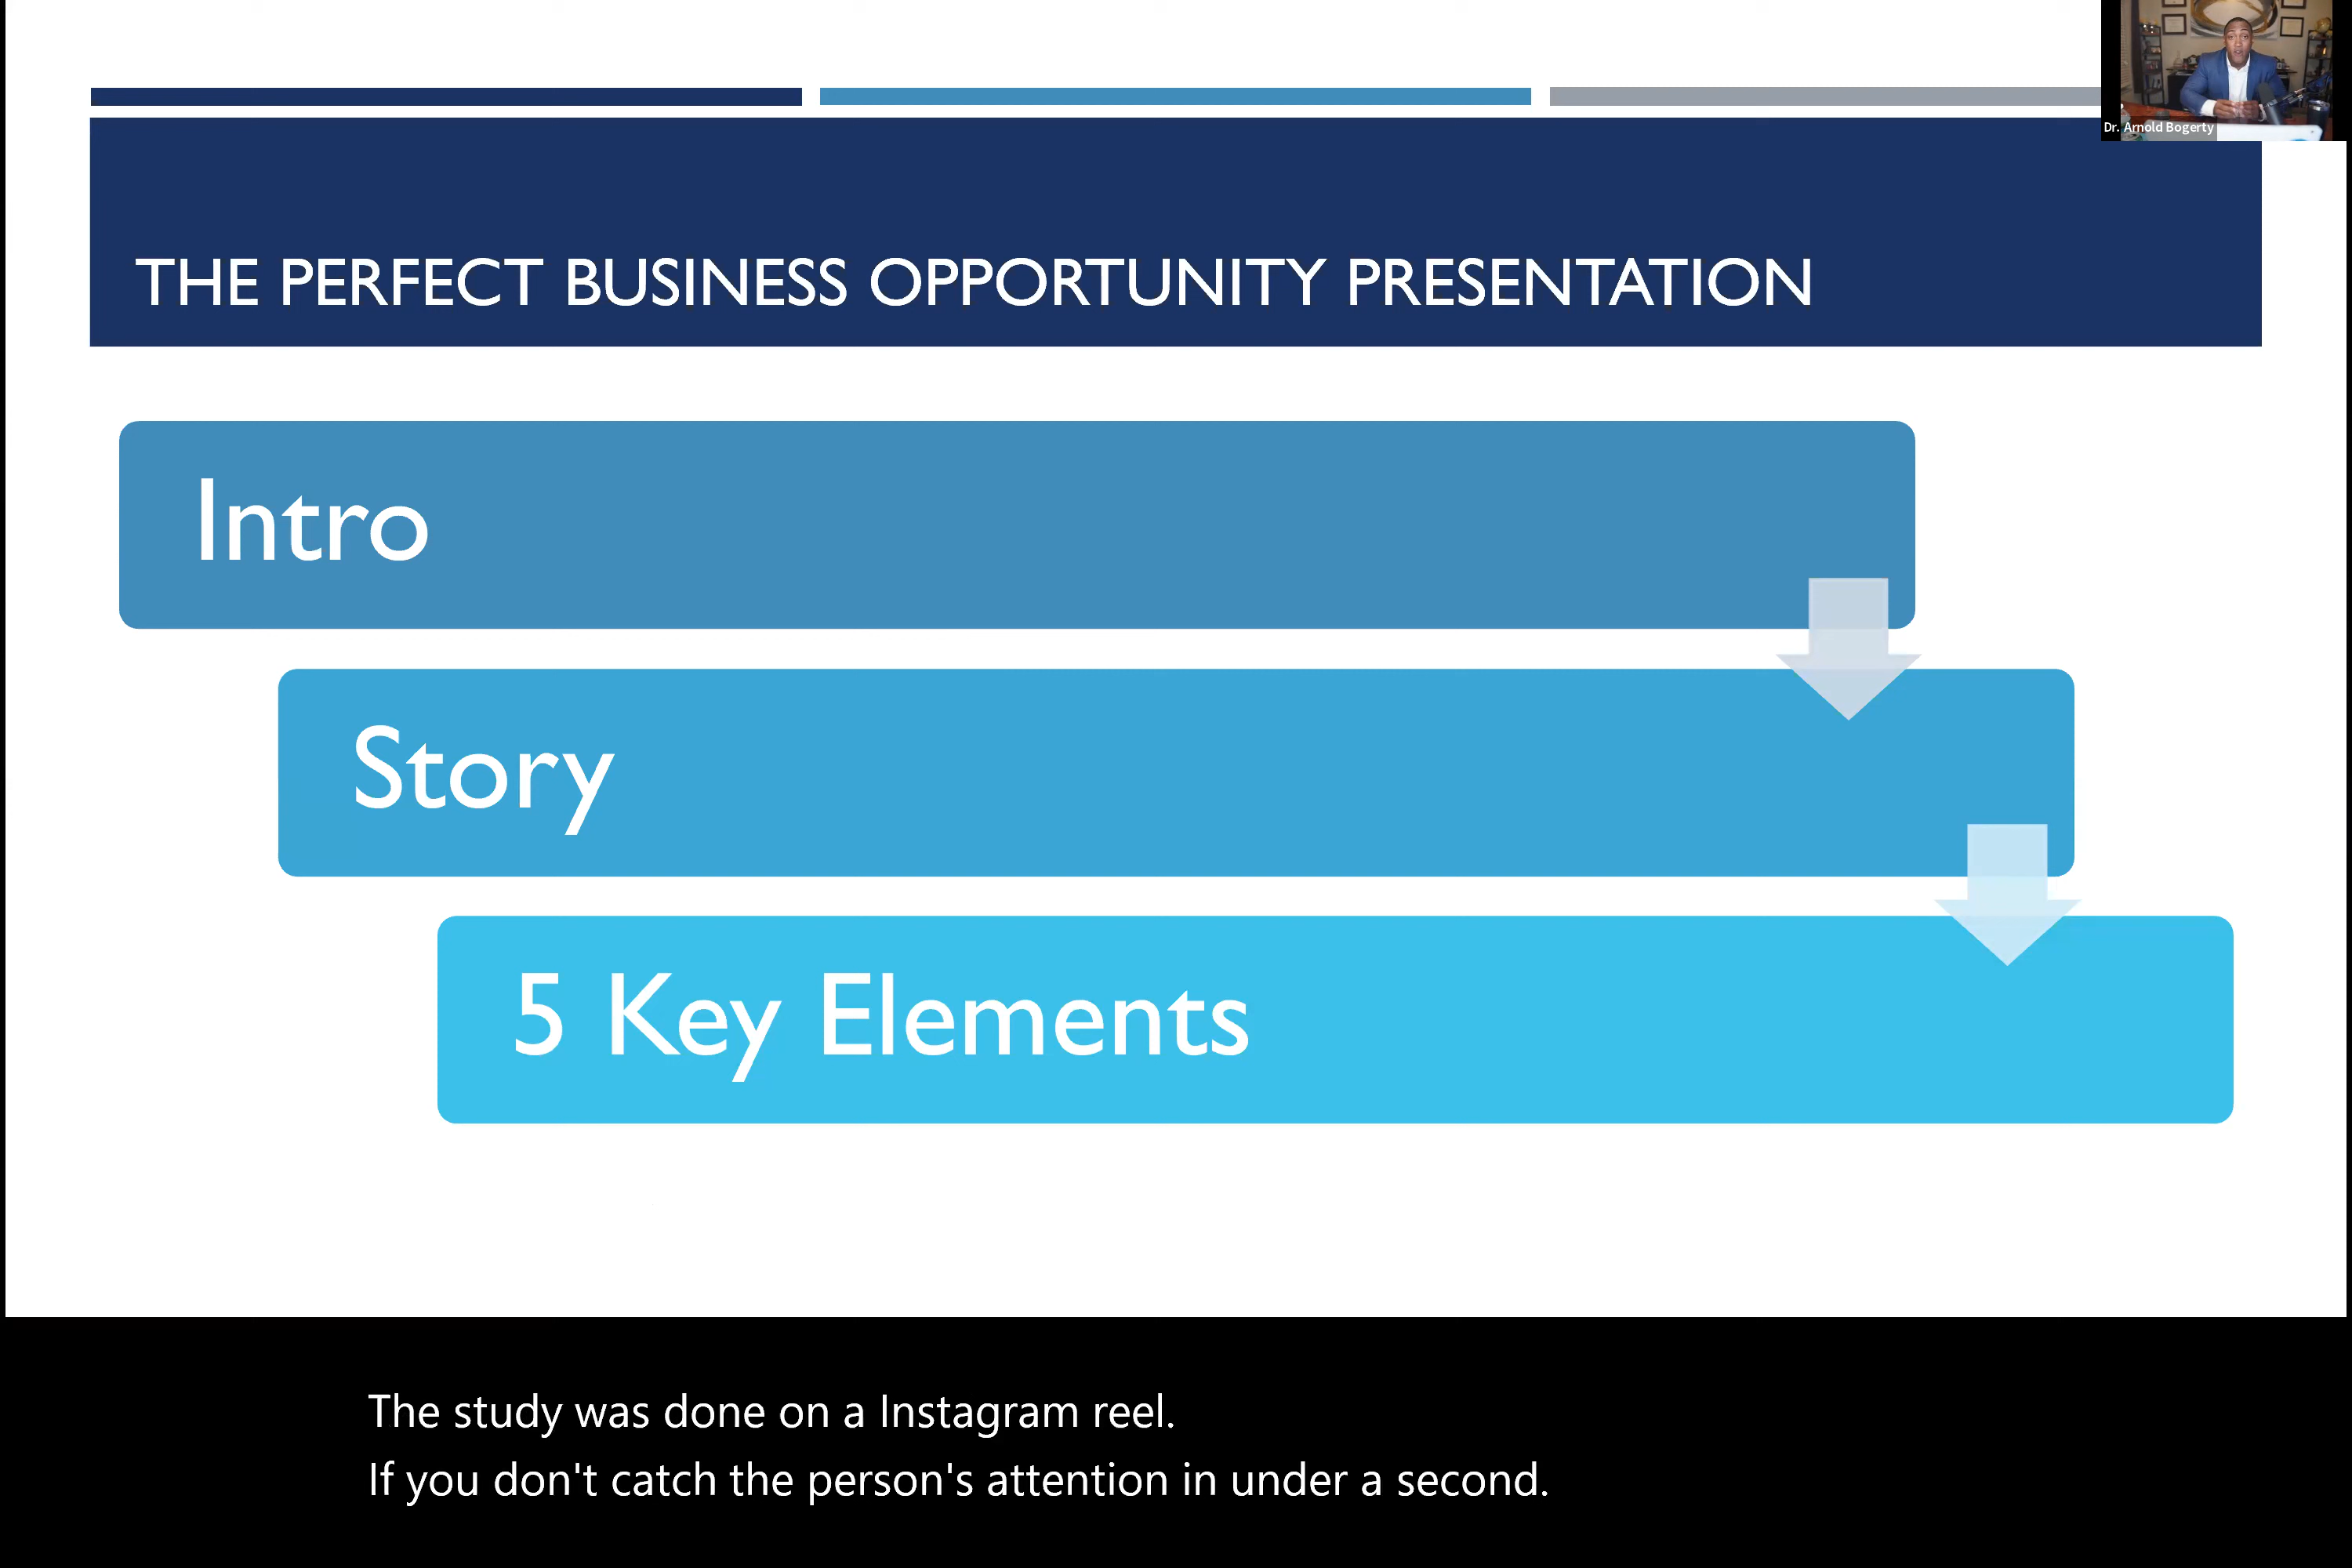 Dr. Arnold Bogerty
THE PERFECT BUSINESS OPPORTUNITY PRESENTATION
Intro
Story
5 Key Elements
The study was done on a Instagram reel.
If you don't catch the person's attention in under a second.